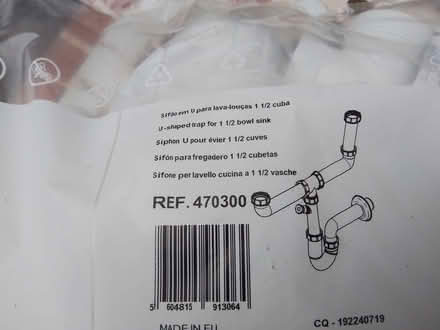 Sifão em U para lava-louças 1 1/2 cuba
U-shaped trap for 1 1/2 bowl sink
Siphon U pour évier 1 1/2 cuves
Sifón para fregadero 1 1/2 cubetas
Sifone per lavello cucina a 1 1/2 vasche
REF. 470300
5 604815 913064
MADE IN EU
CQ - 192240719